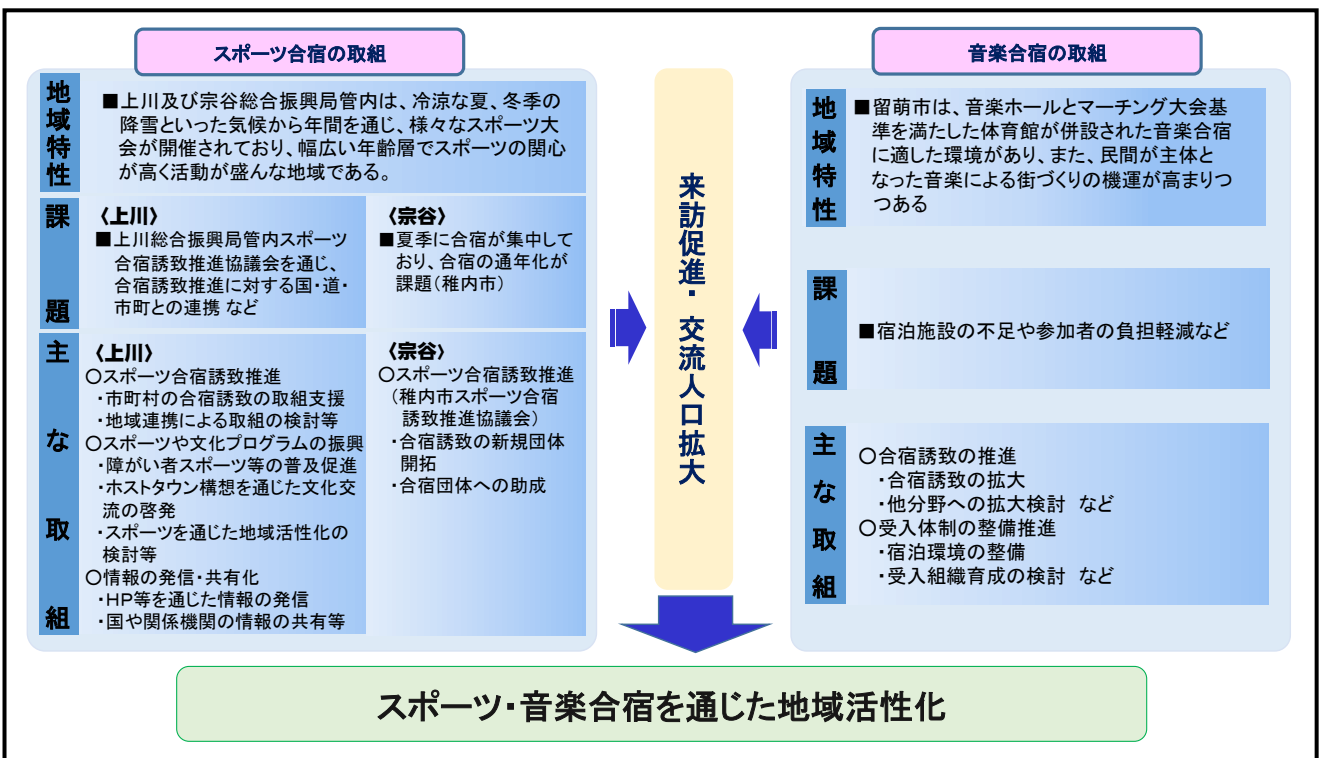 スポーツ合宿の取組
地域特性
■上川及び宗谷総合振興局管内は、冷涼な夏、冬季の
降雪といった気候から年間を通じ、様々なスポーツ大
会が開催されており、幅広い年齢層でスポーツの関心
が高く活動が盛んな地域である。
課題
〈上川〉
■上川総合振興局管内スポーツ
合宿誘致推進協議会を通じ、
合宿誘致推進に対する国・道・
市町との連携 など
〈宗谷〉
■夏季に合宿が集中して
おり、合宿の通年化が
課題(稚内市)
主な取組
〈上川〉
○スポーツ合宿誘致推進
・市町村の合宿誘致の取組支援
・地域連携による取組の検討等
○スポーツや文化プログラムの振興
・障がい者スポーツ等の普及促進
・ホストタウン構想を通じた文化交
流の啓発
・スポーツを通じた地域活性化の
検討等
○情報の発信・共有化
・HP等を通じた情報の発信
・国や関係機関の情報の共有等
〈宗谷〉
○スポーツ合宿誘致推進
(稚内市スポーツ合宿
誘致推進協議会)
・合宿誘致の新規団体
開拓
・合宿団体への助成
来訪促進・交流人口拡大
音楽合宿の取組
地域特性
■留萌市は、音楽ホールとマーチング大会基
準を満たした体育館が併設された音楽合宿
に適した環境があり、また、民間が主体と
なった音楽による街づくりの機運が高まりつ
つある
課題
■宿泊施設の不足や参加者の負担軽減など
主な取組
○合宿誘致の推進
・合宿誘致の拡大
・他分野への拡大検討 など
○受入体制の整備推進
・宿泊環境の整備
・受入組織育成の検討 など
スポーツ・音楽合宿を通じた地域活性化